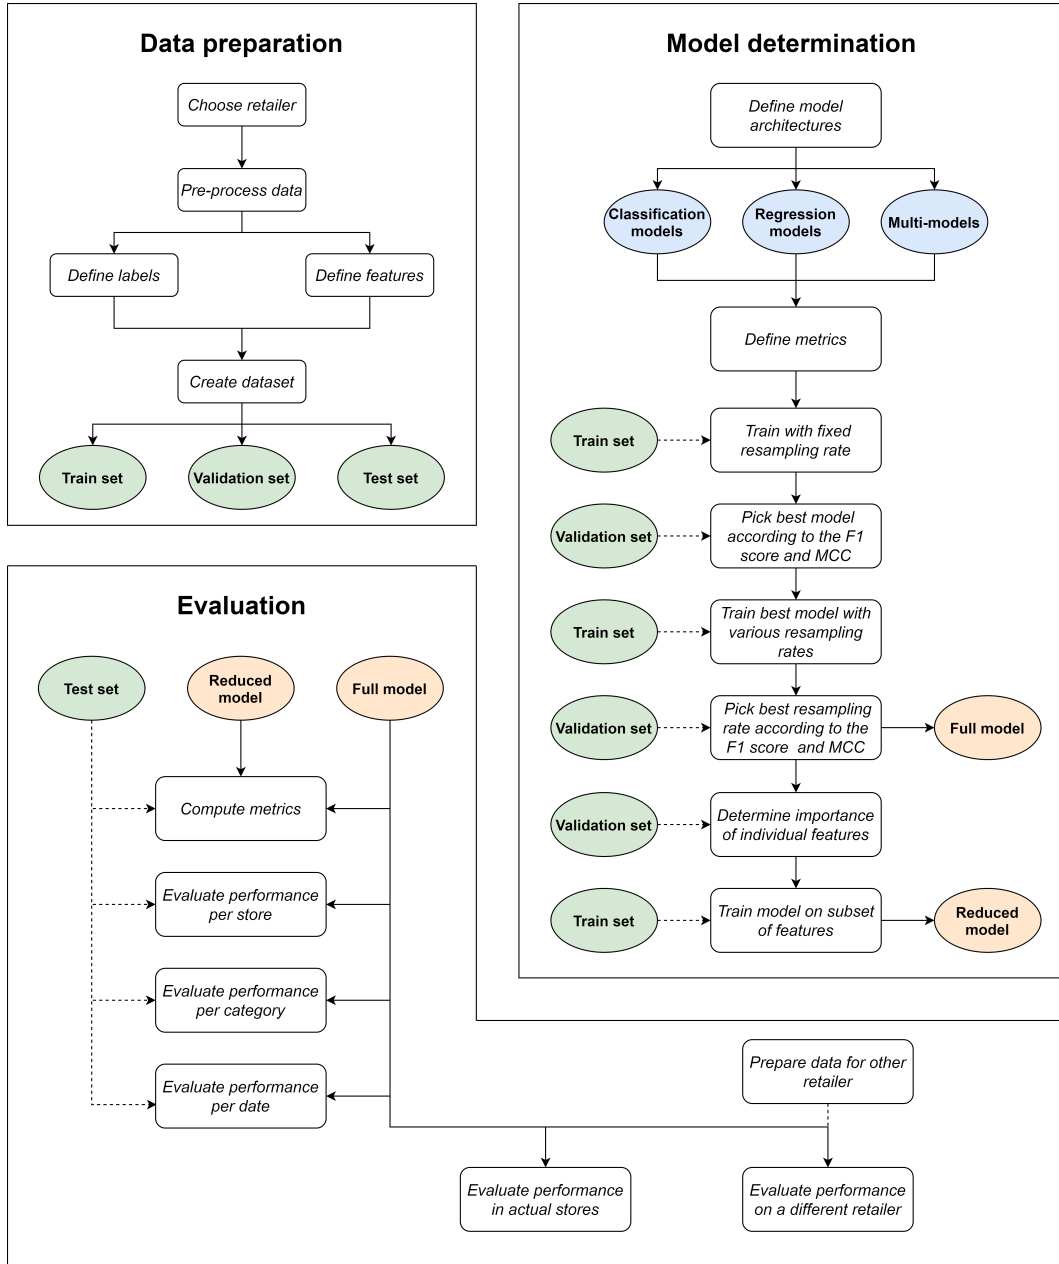 Data preparation
Choose retailer
Pre-process data
Define labels
Define features
Create dataset
Train set
Validation set
Test set
Model determination
Define model
architectures
Classification
models
Regression
models
Multi-models
Define metrics
Train set
Train with fixed
resampling rate
Validation set
Pick best model
according to the F1
score and MCC
Train set
Train best model with
various resampling
rates
Validation set
Pick best resampling
rate according to the
F1 score and MCC
Full model
Validation set
Determine importance
of individual features
Train set
Train model on subset
of features
Reduced
model
Evaluation
Test set
Reduced
model
Full model
Compute metrics
Evaluate performance
per store
Evaluate performance
per category
Evaluate performance
per date
Prepare data for other
retailer
Evaluate performance
in actual stores
Evaluate performance
on a different retailer